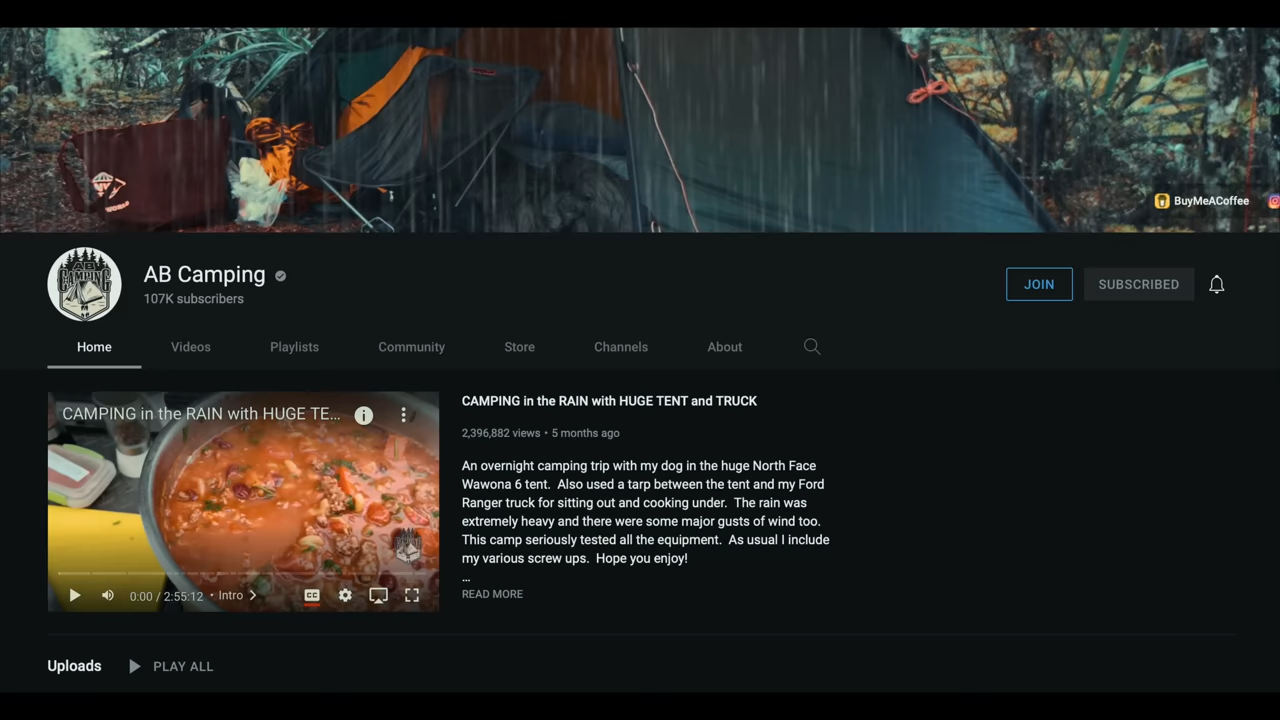 WORLD
BuyMeACoffee
AB CAMPING
AB Camping
107K subscribers
JOIN
SUBSCRIBED
Home
Videos
Playlists
Community
Store
Channels
About
CAMPING in the RAIN with HUGE TE...
i
0:00 / 2:55:12 • Intro
CC
CAMPING in the RAIN with HUGE TENT and TRUCK
2,396,882 views • 5 months ago
An overnight camping trip with my dog in the huge North Face
Wawona 6 tent. Also used a tarp between the tent and my Ford
Ranger truck for sitting out and cooking under. The rain was
extremely heavy and there were some major gusts of wind too.
This camp seriously tested all the equipment. As usual I include
my various screw ups. Hope you enjoy!
...
READ MORE
Uploads
PLAY ALL